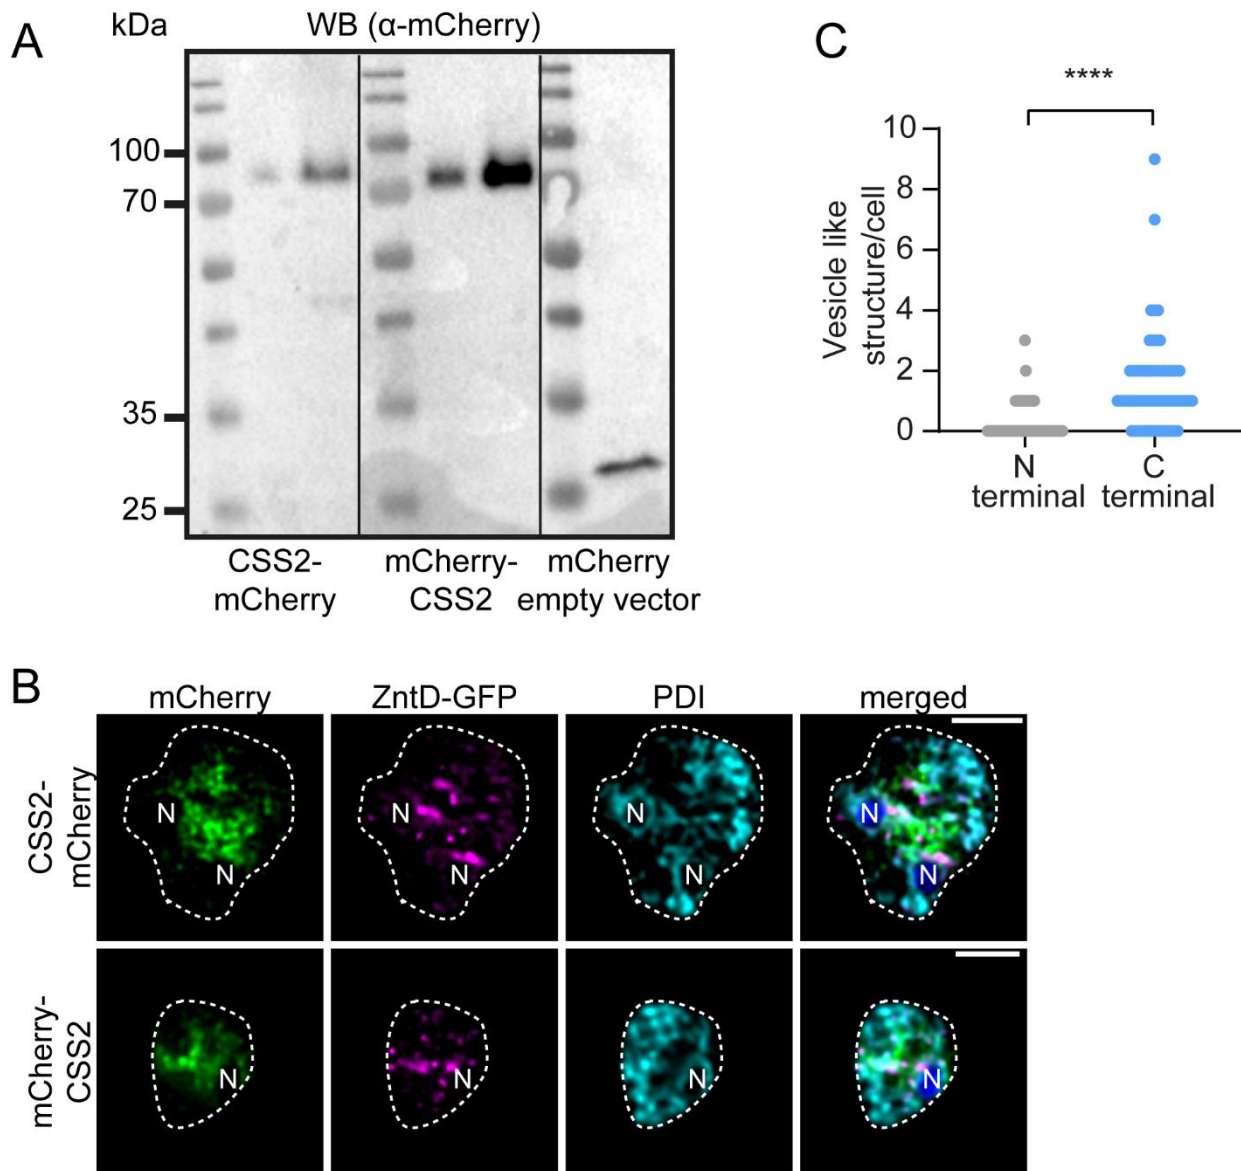 A
kDa
WB (α-mCherry)
100
70
35
25
CSS2-
mCherry
mCherry-
CSS2
mCherry
empty vector
C
****
Vesicle like
structure/cell
10
8
6
4
2
0
N
terminal
C
terminal
B
mCherry
ZntD-GFP
PDI
merged
CSS2-
mCherry
N
N
N
N
N
N
N
N
mCherry-
CSS2
N
N
N
N